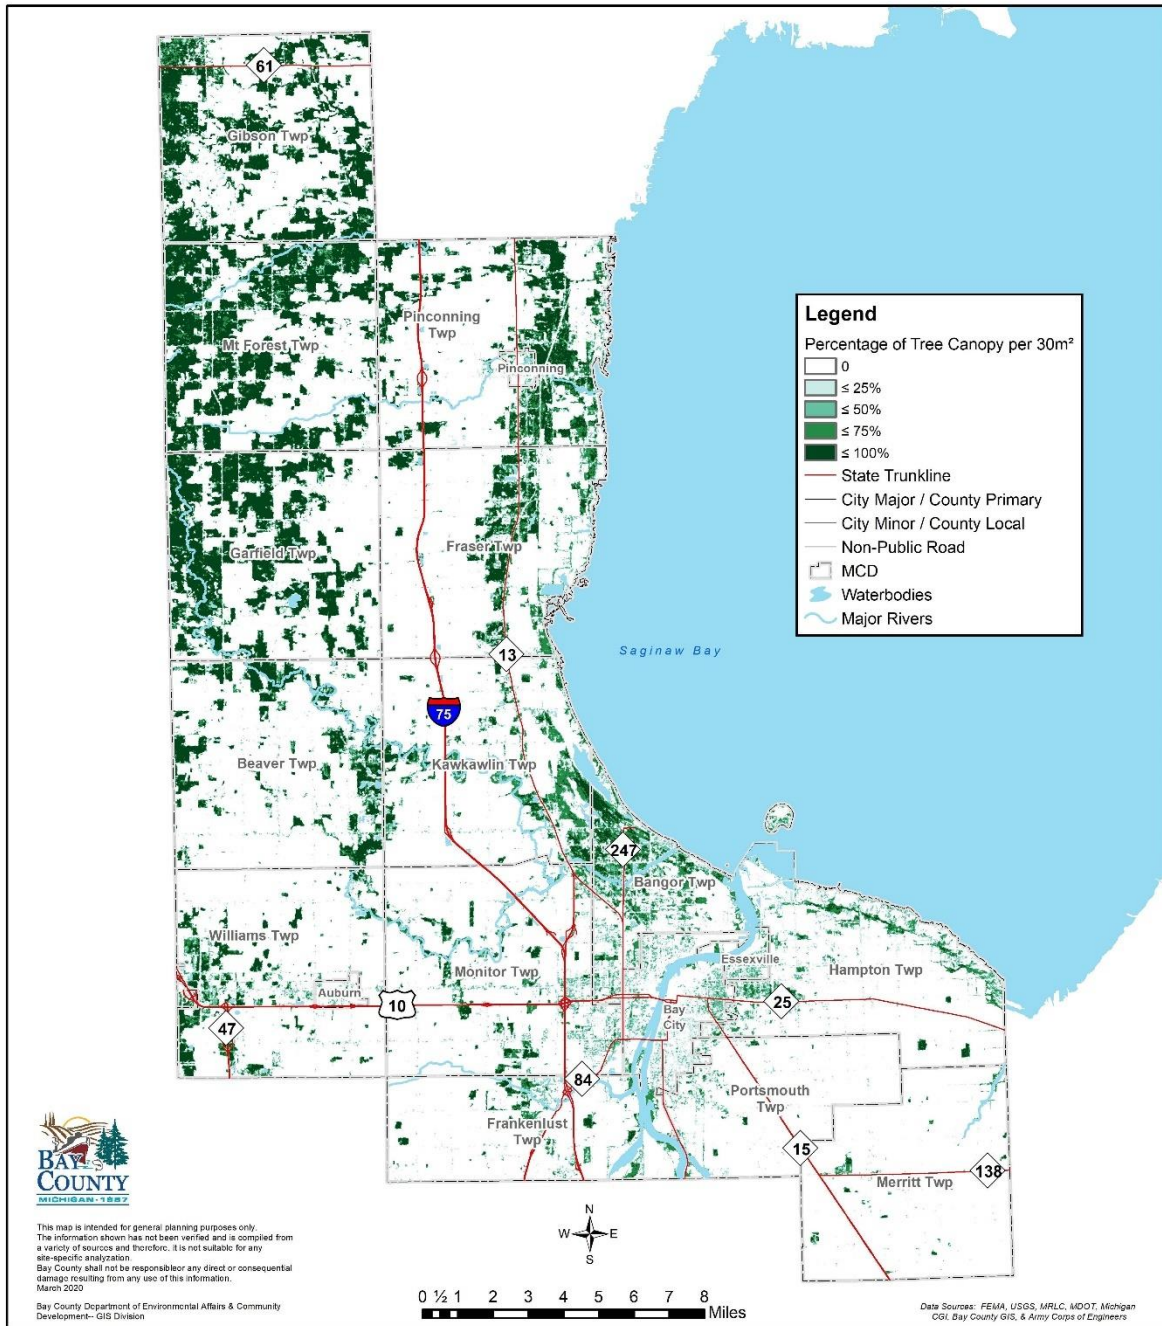 61
Gibson Twp
Pinconning
Twp
Mt Forest Twp
Pinconning
Legend
Percentage of Tree Canopy per 30m²
0
≤ 25%
≤ 50%
≤ 75%
≤ 100%
State Trunkline
City Major / County Primary
City Minor / County Local
Non-Public Road
MCD
Waterbodies
Major Rivers
Garfield Twp
Fraser Twp
13
Saginaw Bay
75
Beaver Twp
Kawkawlin Twp
247
Bangor Twp
Williams Twp
Monitor Twp
Essexville
Hampton Twp
Auburn
10
25
Bay
City
47
84
Portsmouth
Twp
Frankenlust
Twp
15
138
Merritt Twp
BAY
COUNTY
MICHIGAN-1857
This map is intended for general planning purposes only.
The information shown has not been verified and is compiled from
a variety of sources and therefore, it is not suitable for any
site-specific analyzation.
Bay County shall not be responsibleor any direct or consequential
damage resulting from any use of this information.
March 2020
Bay County Department of Environmental Affairs & Community
Development-- GIS Division
N
W E
S
0 ½ 1 2 3 4 5 6 7 8
Miles
Data Sources: FEMA, USGS, MRLC, MDOT, Michigan
CGI, Bay County GIS, & Army Corps of Engineers